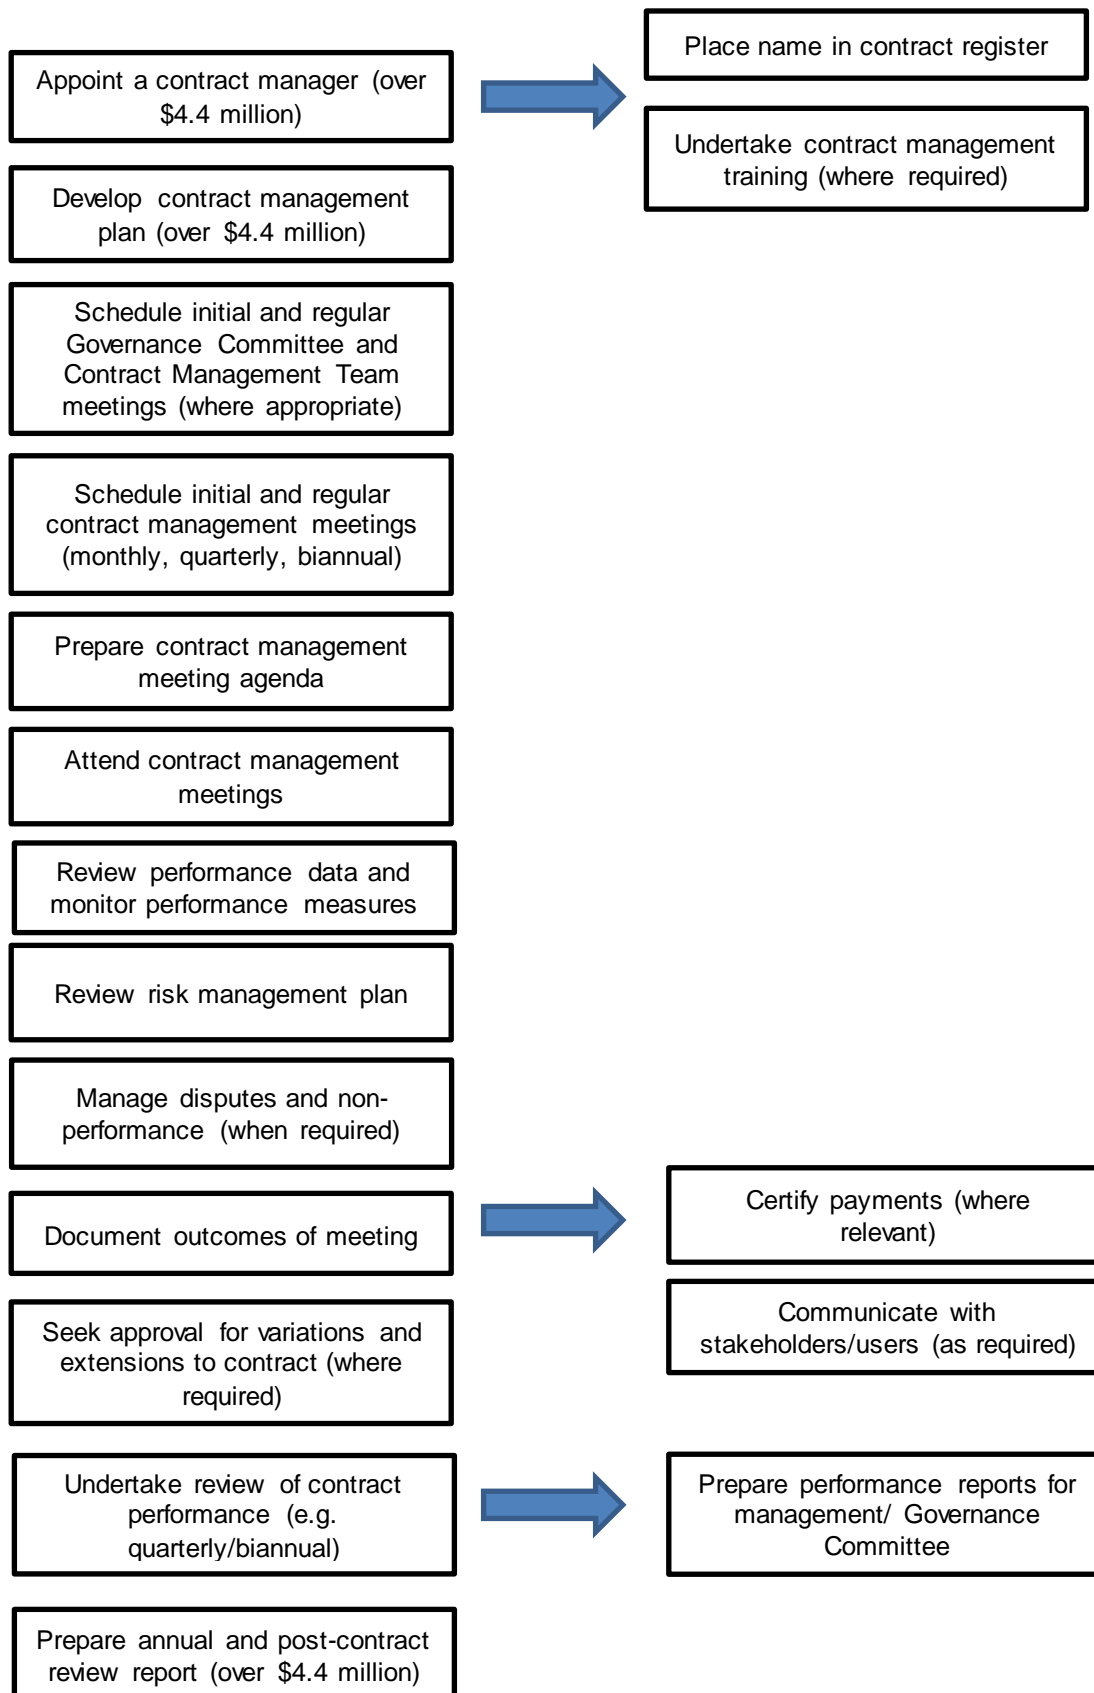 Appoint a contract manager (over
$4.4 million)
Place name in contract register
Undertake contract management
training (where required)
Develop contract management
plan (over $4.4 million)
Schedule initial and regular
Governance Committee and
Contract Management Team
meetings (where appropriate)
Schedule initial and regular
contract management meetings
(monthly, quarterly, biannual)
Prepare contract management
meeting agenda
Attend contract management
meetings
Review performance data and
monitor performance measures
Review risk management plan
Manage disputes and non-
performance (when required)
Document outcomes of meeting
Certify payments (where
relevant)
Communicate with
stakeholders/users (as required)
Seek approval for variations and
extensions to contract (where
required)
Undertake review of contract
performance (e.g.
quarterly/biannual)
Prepare performance reports for
management/ Governance
Committee
Prepare annual and post-contract
review report (over $4.4 million)